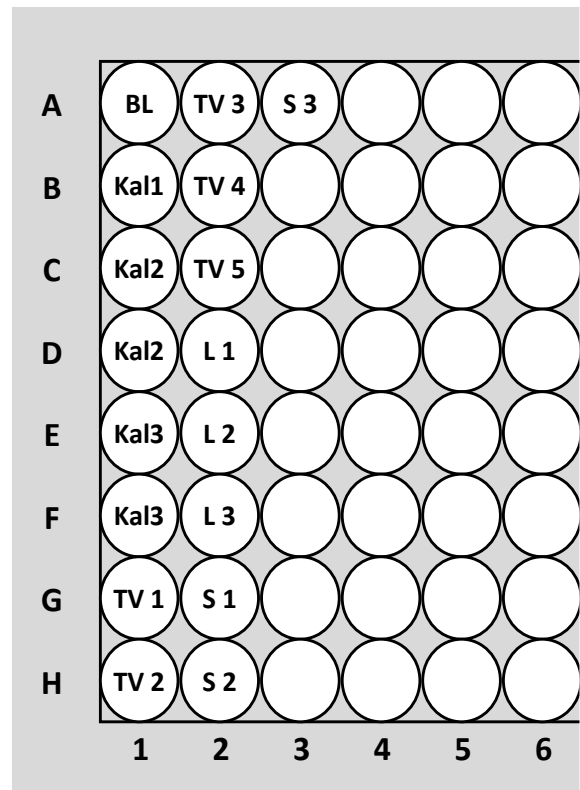 A BL TV 3 S 3
B Kal1 TV 4
C Kal2 TV 5
D Kal2 L 1
E Kal3 L 2
F Kal3 L 3
G TV 1 S 1
H TV 2 S 2
1 2 3 4 5 6